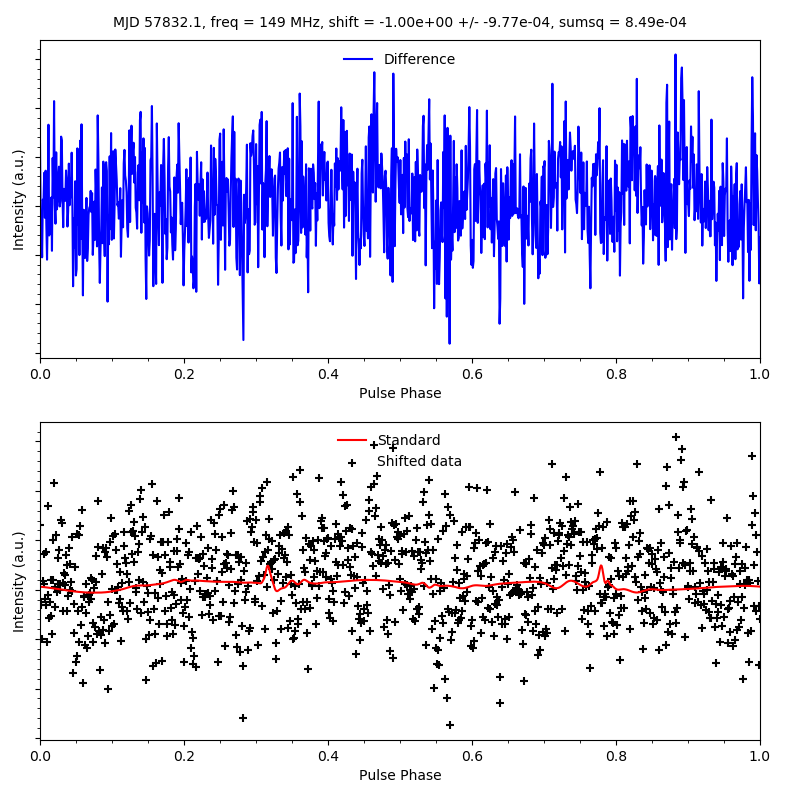 MJD 57832.1, freq = 149 MHz, shift = -1.00e+00 +/- -9.77e-04, sumsq = 8.49e-04
Difference
Intensity (a.u.)
0.0 0.2 0.4 0.6 0.8 1.0
Pulse Phase
Standard
Shifted data
Intensity (a.u.)
0.0 0.2 0.4 0.6 0.8 1.0
Pulse Phase